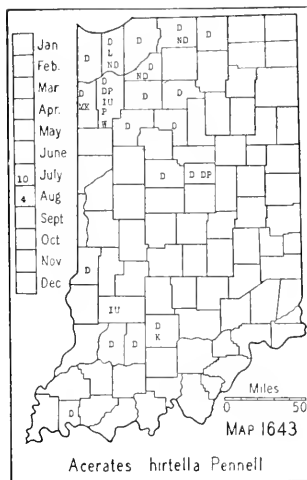 Jan
Feb.
Mar
Apr.
May
June
10 July
4 Aug
Sept
Oct
Nov
Dec
D
D
L
ND
D
D
ND
D
D
ND
D
D
D
MK
D
DP
IU
P
W
D
D
D
D DP
D
IU
D
K
D D
D
Miles
0 50
MAP 1643
Acerates hirtella Pennell